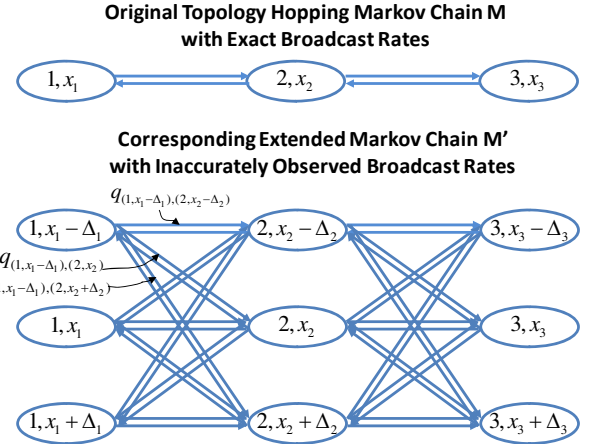 Original Topology Hopping Markov Chain M
with Exact Broadcast Rates
1, x₁ 2, x₂ 3, x₃
Corresponding Extended Markov Chain M'
with Inaccurately Observed Broadcast Rates
q₍₁,ₓ₁₋Δ₁₎,₍₂,ₓ₂₋Δ₂₎
1, x₁ − Δ₁ 2, x₂ − Δ₂ 3, x₃ − Δ₃
q₍₁,ₓ₁₋Δ₁₎,₍₂,ₓ₂₎
, x₁ − Δ₁),(2, x₂ + Δ₂)
1, x₁ 2, x₂ 3, x₃
1, x₁ + Δ₁ 2, x₂ + Δ₂ 3, x₃ + Δ₃